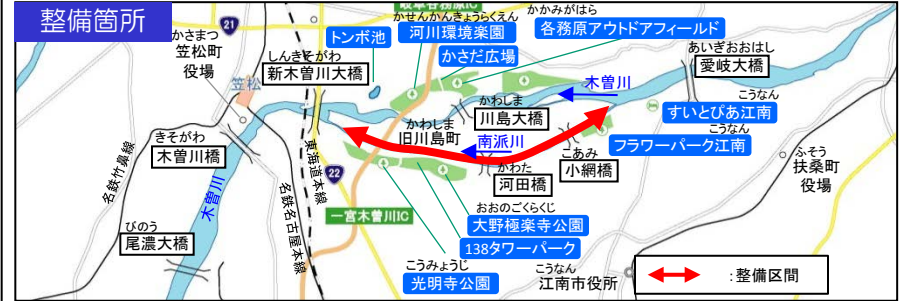 整備箇所
21
かさまつ
笠松町
役場
笠松
しんきそがわ
新木曽川大橋
トンボ池
岐阜各務原IC
かせんかんきょうらくえん
河川環境楽園
かさだ広場
かかみがはら
各務原アウトドアフィールド
あいぎおおはし
愛岐大橋
木曽川
こうなん
すいとぴあ江南
こうなん
フラワーパーク江南
かわしま
川島大橋
かわしま
旧川島町
南派川
かわた
河田橋
こあみ
小網橋
ふそう
扶桑町
役場
きそがわ
木曽川橋
名鉄竹鼻線
木曽川
びのう
尾濃大橋
東海道本線
名鉄名古屋本線
22
一宮木曽川IC
おおのごくらくじ
大野極楽寺公園
138タワーパーク
こうみょうじ
光明寺公園
こうなん
江南市役所
:整備区間